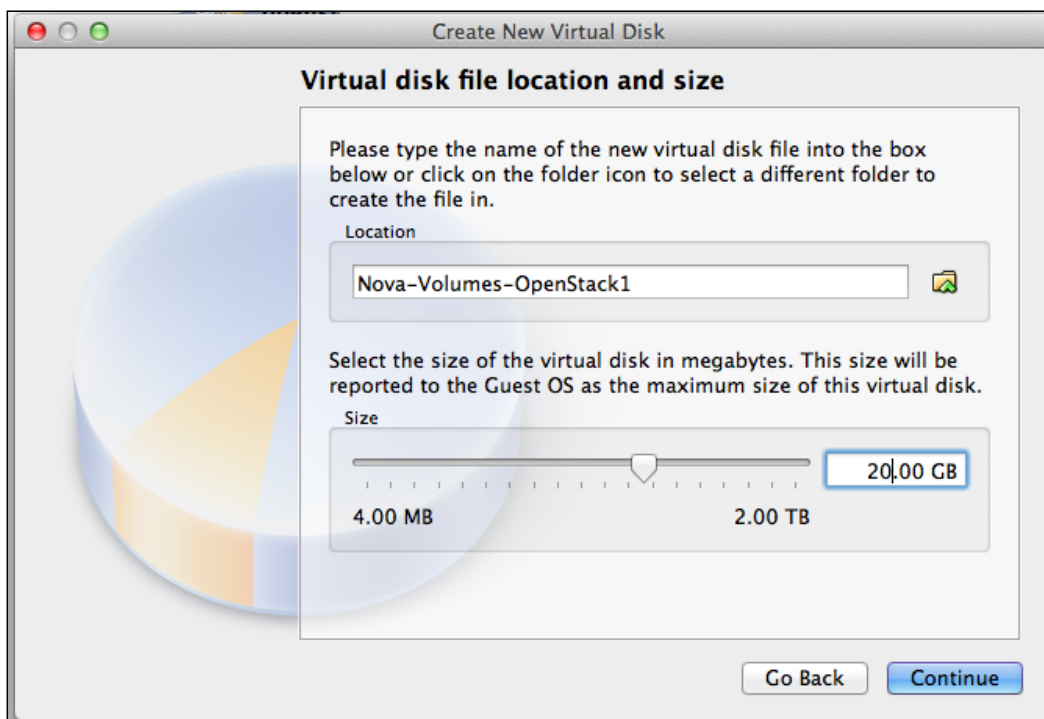 Create New Virtual Disk
Virtual disk file location and size
Please type the name of the new virtual disk file into the box
below or click on the folder icon to select a different folder to
create the file in.
Location
Nova-Volumes-OpenStack1
Select the size of the virtual disk in megabytes. This size will be
reported to the Guest OS as the maximum size of this virtual disk.
Size
20.00 GB
4.00 MB
2.00 TB
Go Back
Continue